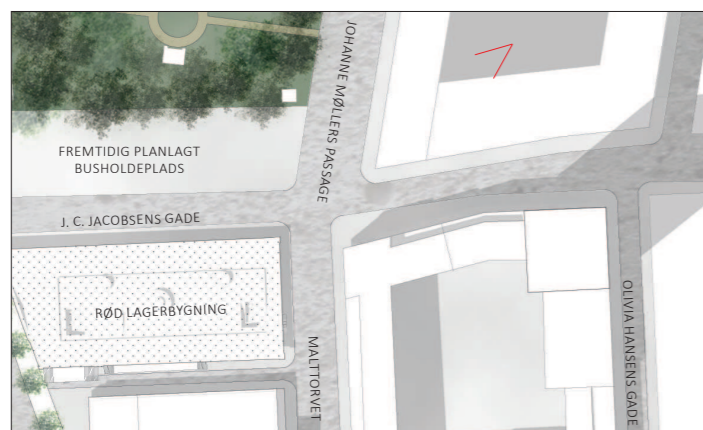 JOHANNE MØLLERS PASSAGE
FREMTIDIG PLANLAGT
BUSHOLDEPLADS
J. C. JACOBSENS GADE
RØD LAGERBYGNING
MALTTORVET
OLIVIA HANSENS GADE